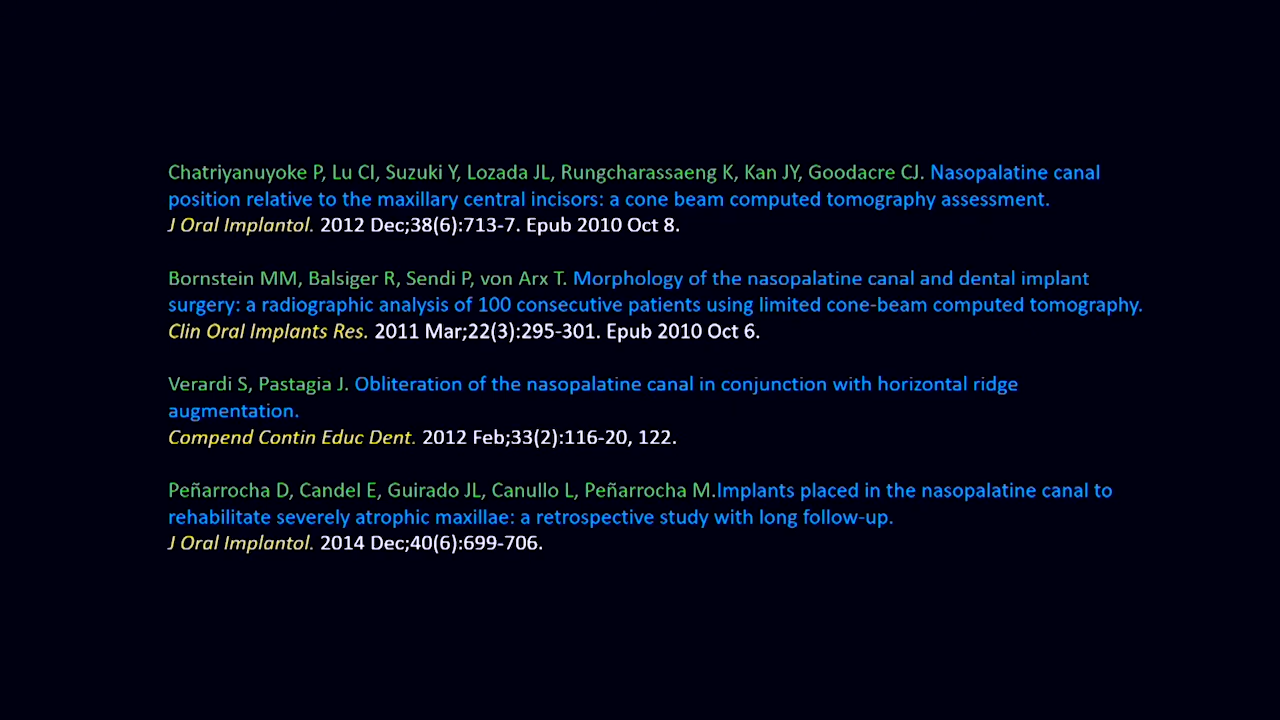 Chatriyanuyoke P, Lu CI, Suzuki Y, Lozada JL, Rungcharassaeng K, Kan JY, Goodacre CJ. Nasopalatine canal
position relative to the maxillary central incisors: a cone beam computed tomography assessment.
J Oral Implantol. 2012 Dec;38(6):713-7. Epub 2010 Oct 8.
Bornstein MM, Balsiger R, Sendi P, von Arx T. Morphology of the nasopalatine canal and dental implant
surgery: a radiographic analysis of 100 consecutive patients using limited cone-beam computed tomography.
Clin Oral Implants Res. 2011 Mar;22(3):295-301. Epub 2010 Oct 6.
Verardi S, Pastagia J. Obliteration of the nasopalatine canal in conjunction with horizontal ridge
augmentation.
Compend Contin Educ Dent. 2012 Feb;33(2):116-20, 122.
Peñarrocha D, Candel E, Guirado JL, Canullo L, Peñarrocha M.Implants placed in the nasopalatine canal to
rehabilitate severely atrophic maxillae: a retrospective study with long follow-up.
J Oral Implantol. 2014 Dec;40(6):699-706.